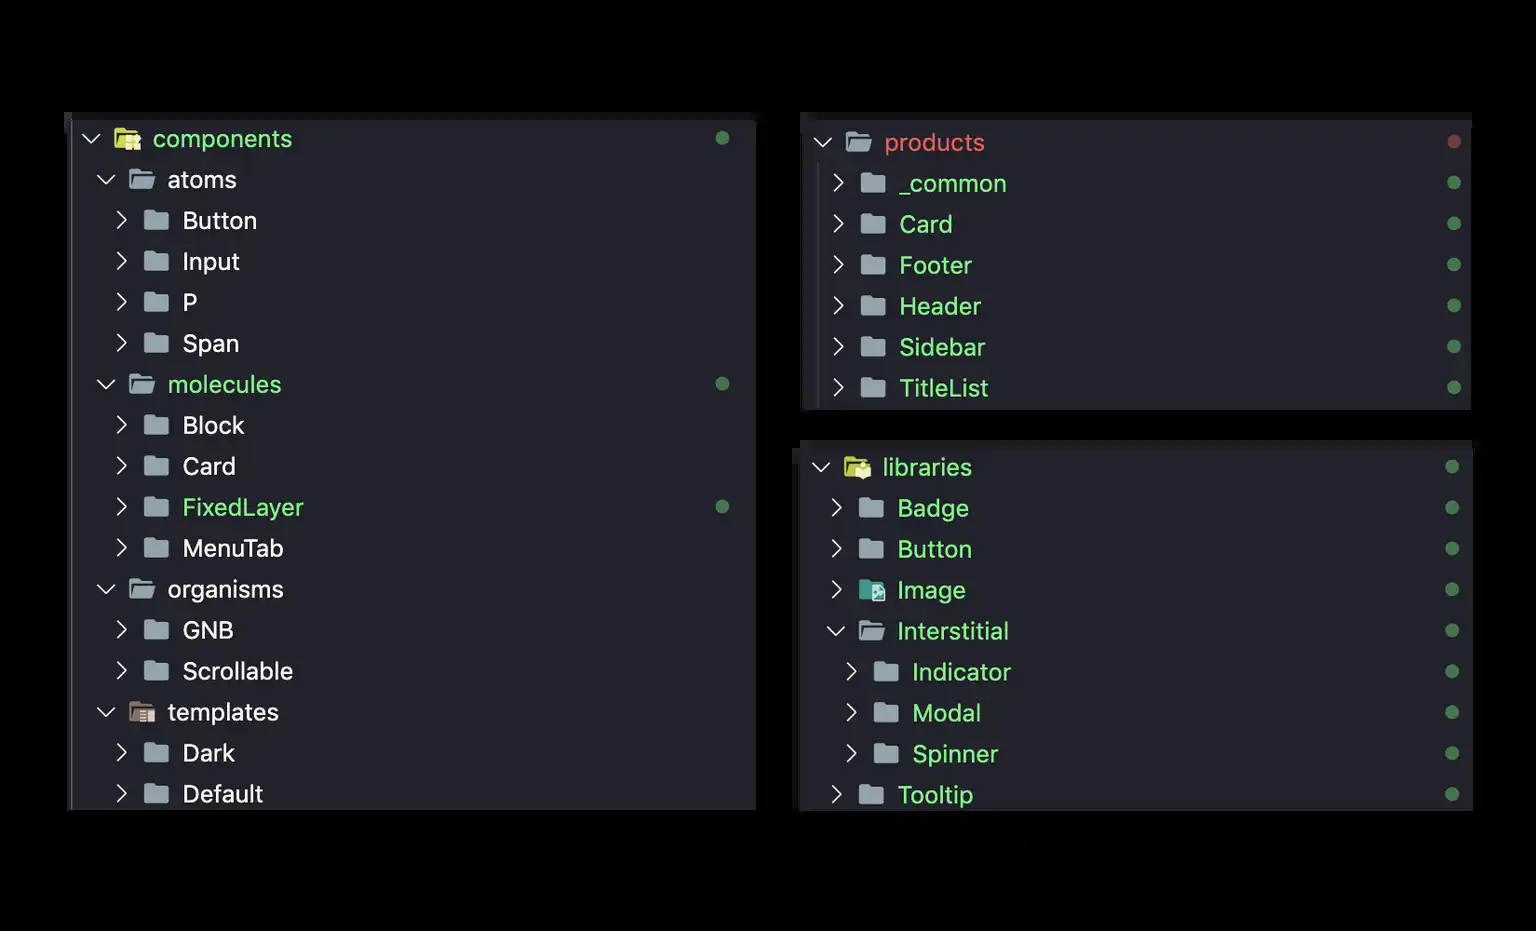 components
atoms
Button
Input
P
Span
molecules
Block
Card
FixedLayer
MenuTab
organisms
GNB
Scrollable
templates
Dark
Default
products
_common
Card
Footer
Header
Sidebar
TitleList
libraries
Badge
Button
Image
Interstitial
Indicator
Modal
Spinner
Tooltip